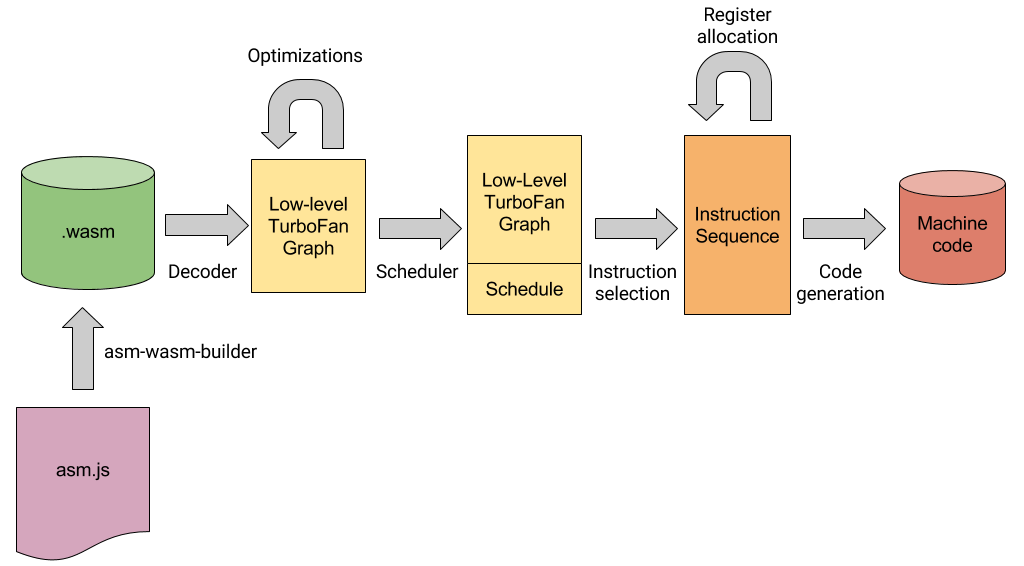 Register
allocation
Optimizations
.wasm
Decoder
Low-level
TurboFan
Graph
Scheduler
Low-Level
TurboFan
Graph
Schedule
Instruction
selection
Instruction
Sequence
Code
generation
Machine
code
asm-wasm-builder
asm.js